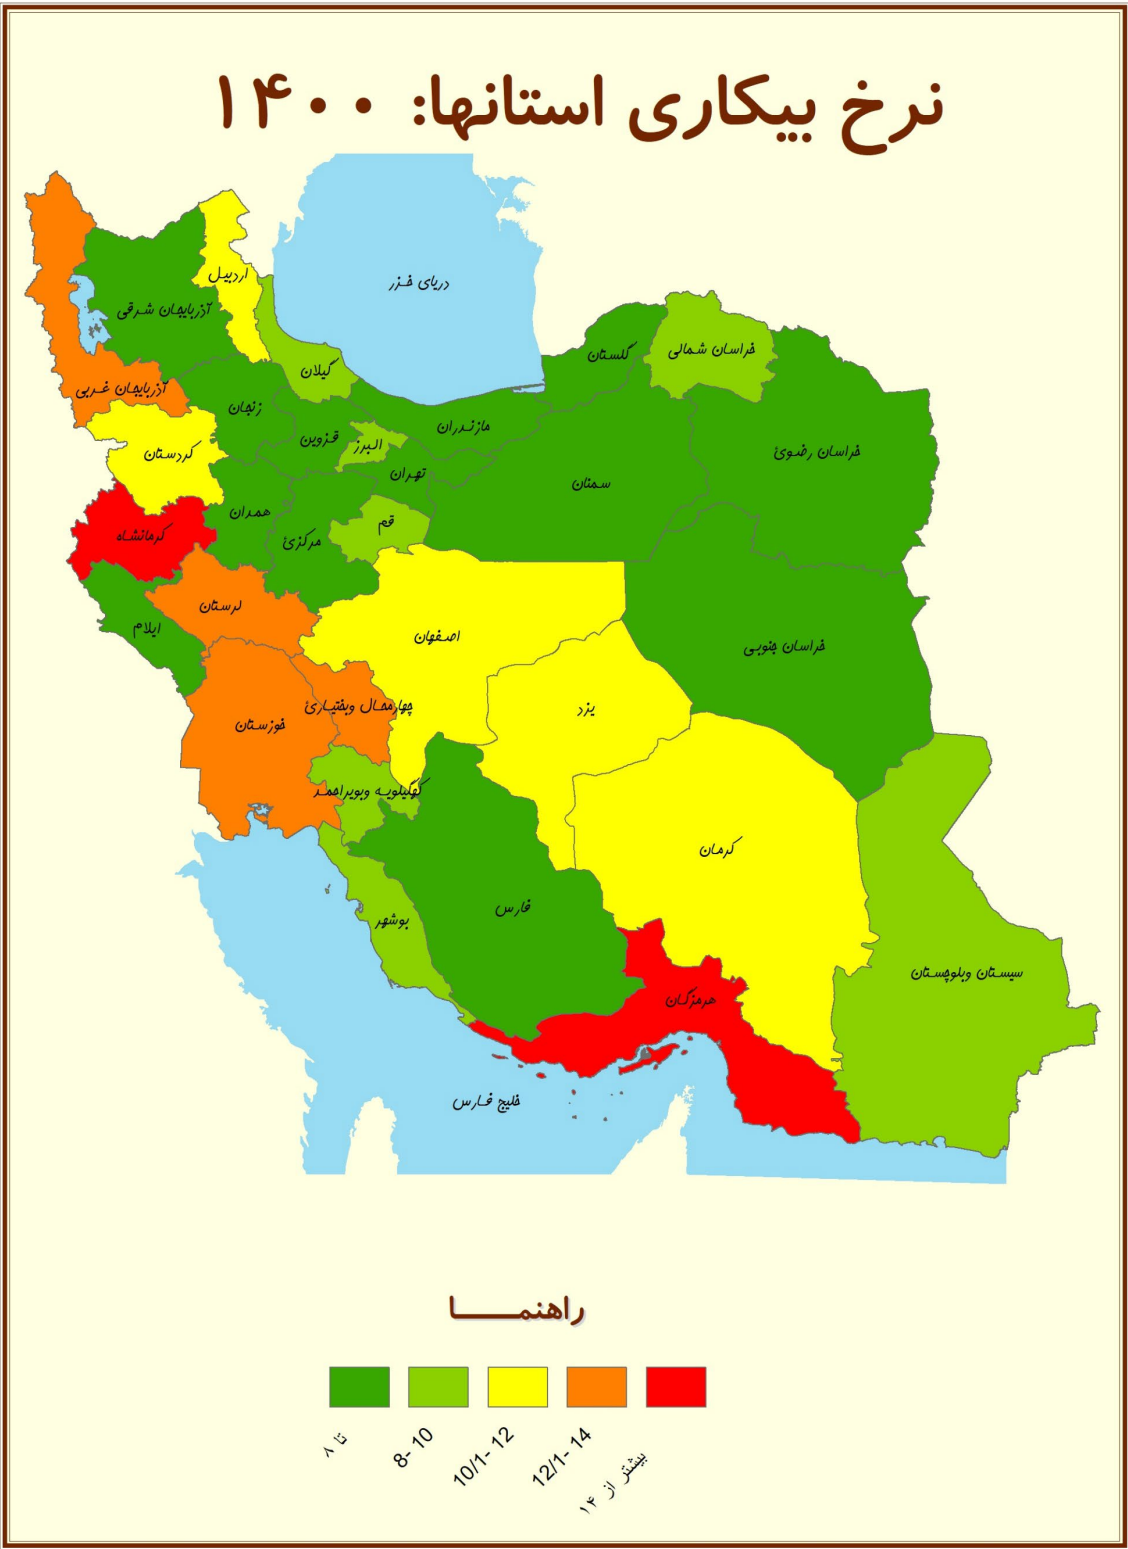 نرخ بیکاری استانها: ۱۴۰۰
دریای خزر
اردبیل
آذربایجان شرقی
گیلان
آذربایجان غربی
زنجان
گلستان
خراسان شمالی
مازندران
قزوین
البرز
تهران
کردستان
خراسان رضوی
سمنان
همدان
قم
کرمانشاه
مرکزی
لرستان
ایلام
اصفهان
خراسان جنوبی
چهارمحال وبختیاری
یزد
خوزستان
کهگیلویه وبویراحمد
کرمان
فارس
بوشهر
سیستان وبلوچستان
هرمزگان
خلیج فارس
راهنمــــــا
تا ۸
8- 10
10/1- 12
12/1- 14
بیشتر از ۱۴